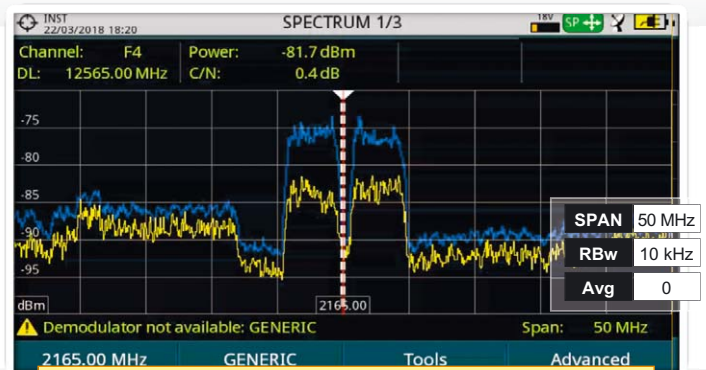 INST
22/03/2018 18:20
SPECTRUM 1/3
18V SP
Channel: F4 Power: -81.7 dBm
DL: 12565.00 MHz C/N: 0.4 dB
-75
-80
-85
-90
-95
SPAN 50 MHz
RBw 10 kHz
Avg 0
dBm 2165.00
Demodulator not available: GENERIC Span: 50 MHz
2165.00 MHz GENERIC Tools Advanced